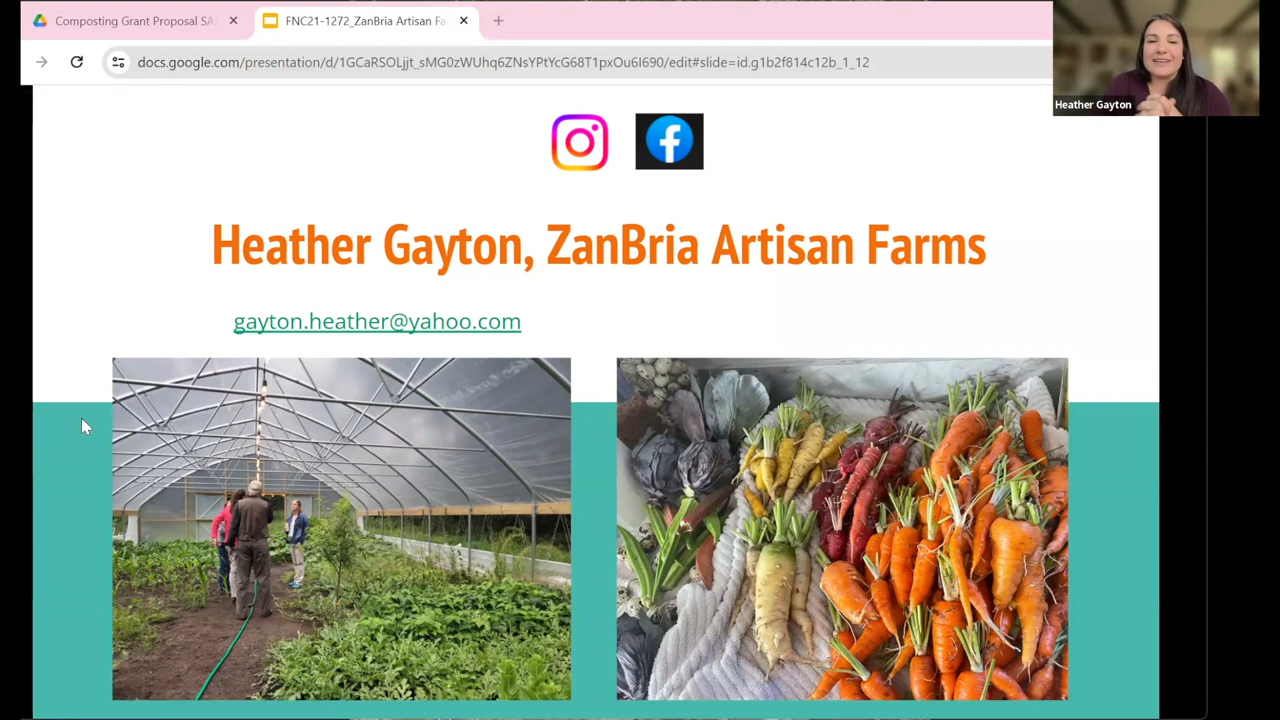 Composting Grant Proposal SA
FNC21-1272_ZanBria Artisan Fa
docs.google.com/presentation/d/1GCaRSOLjjt_sMG0zWUhq6ZNsYPtYcG68T1pxOu6I690/edit#slide=id.g1b2f814c12b_1_12
Heather Gayton
Heather Gayton, ZanBria Artisan Farms
gayton.heather@yahoo.com